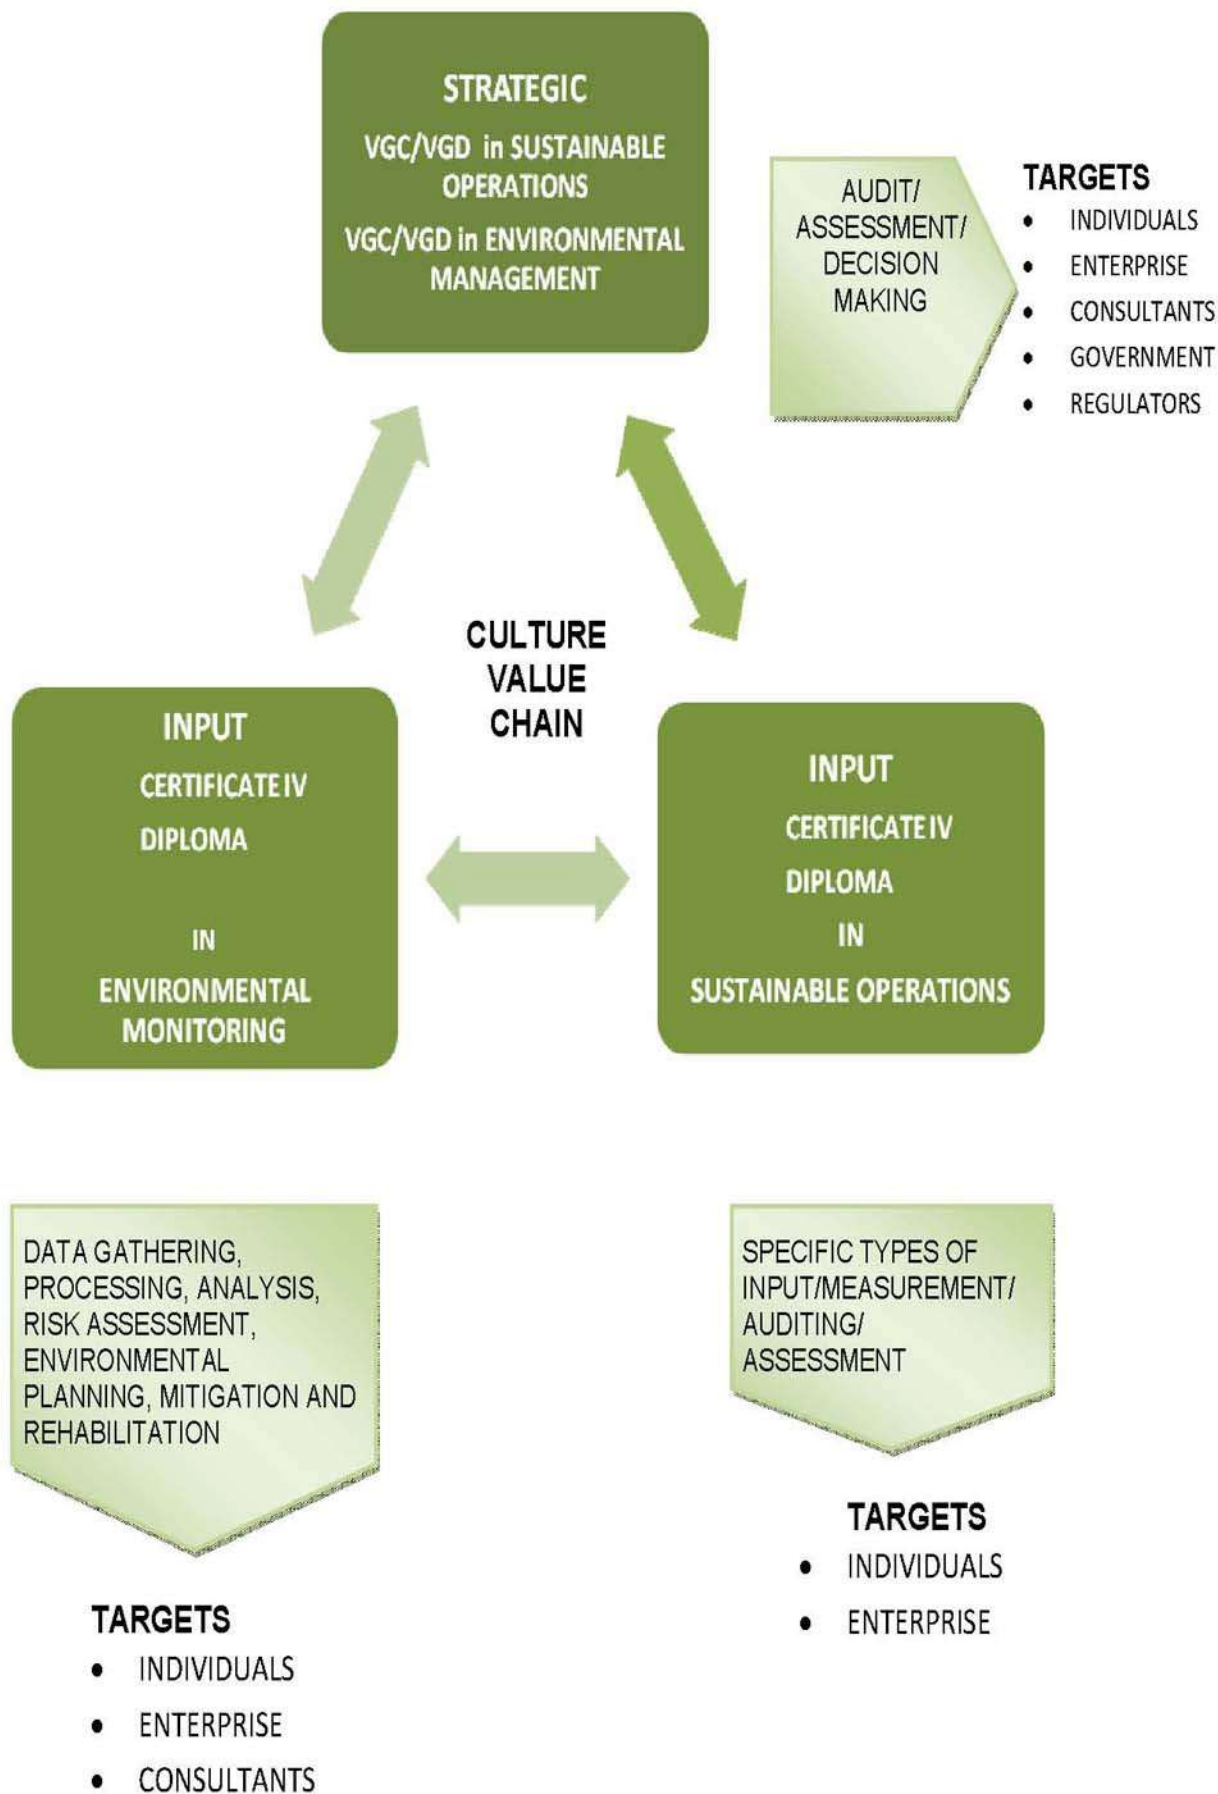 STRATEGIC
VGC/VGD in SUSTAINABLE
OPERATIONS
VGC/VGD in ENVIRONMENTAL
MANAGEMENT
AUDIT/
ASSESSMENT/
DECISION
MAKING
TARGETS
• INDIVIDUALS
• ENTERPRISE
• CONSULTANTS
• GOVERNMENT
• REGULATORS
CULTURE
VALUE
CHAIN
INPUT
CERTIFICATE IV
DIPLOMA
IN
ENVIRONMENTAL
MONITORING
INPUT
CERTIFICATE IV
DIPLOMA
IN
SUSTAINABLE OPERATIONS
DATA GATHERING,
PROCESSING, ANALYSIS,
RISK ASSESSMENT,
ENVIRONMENTAL
PLANNING, MITIGATION AND
REHABILITATION
TARGETS
• INDIVIDUALS
• ENTERPRISE
• CONSULTANTS
SPECIFIC TYPES OF
INPUT/MEASUREMENT/
AUDITING/
ASSESSMENT
TARGETS
• INDIVIDUALS
• ENTERPRISE